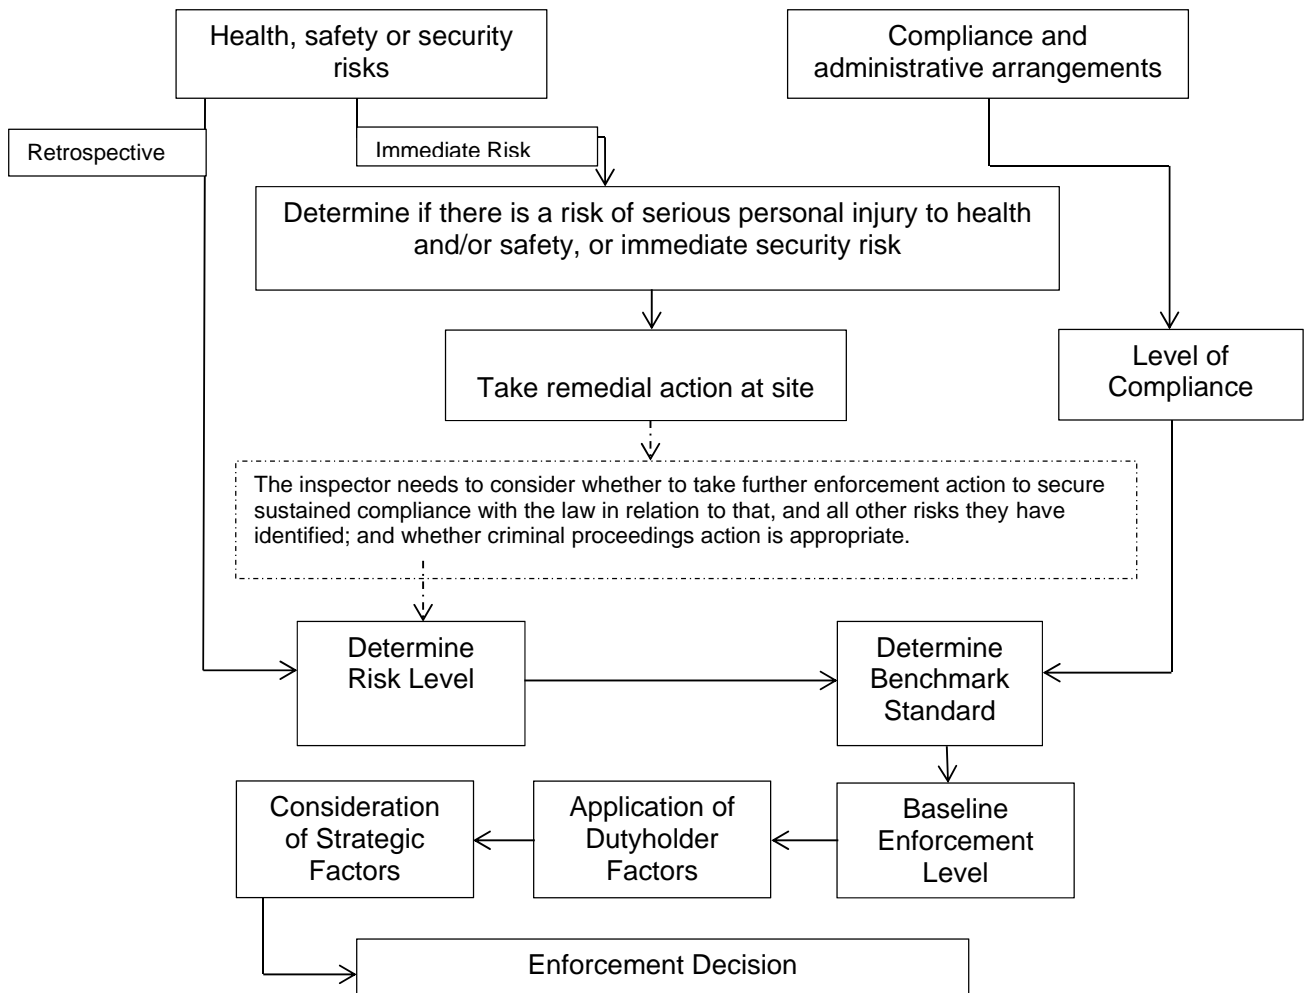 Health, safety or security
risks
Compliance and
administrative arrangements
Retrospective
Immediate Risk
Determine if there is a risk of serious personal injury to health
and/or safety, or immediate security risk
Take remedial action at site
Level of
Compliance
The inspector needs to consider whether to take further enforcement action to secure
sustained compliance with the law in relation to that, and all other risks they have
identified; and whether criminal proceedings action is appropriate.
Determine
Risk Level
Determine
Benchmark
Standard
Consideration
of Strategic
Factors
Application of
Dutyholder
Factors
Baseline
Enforcement
Level
Enforcement Decision